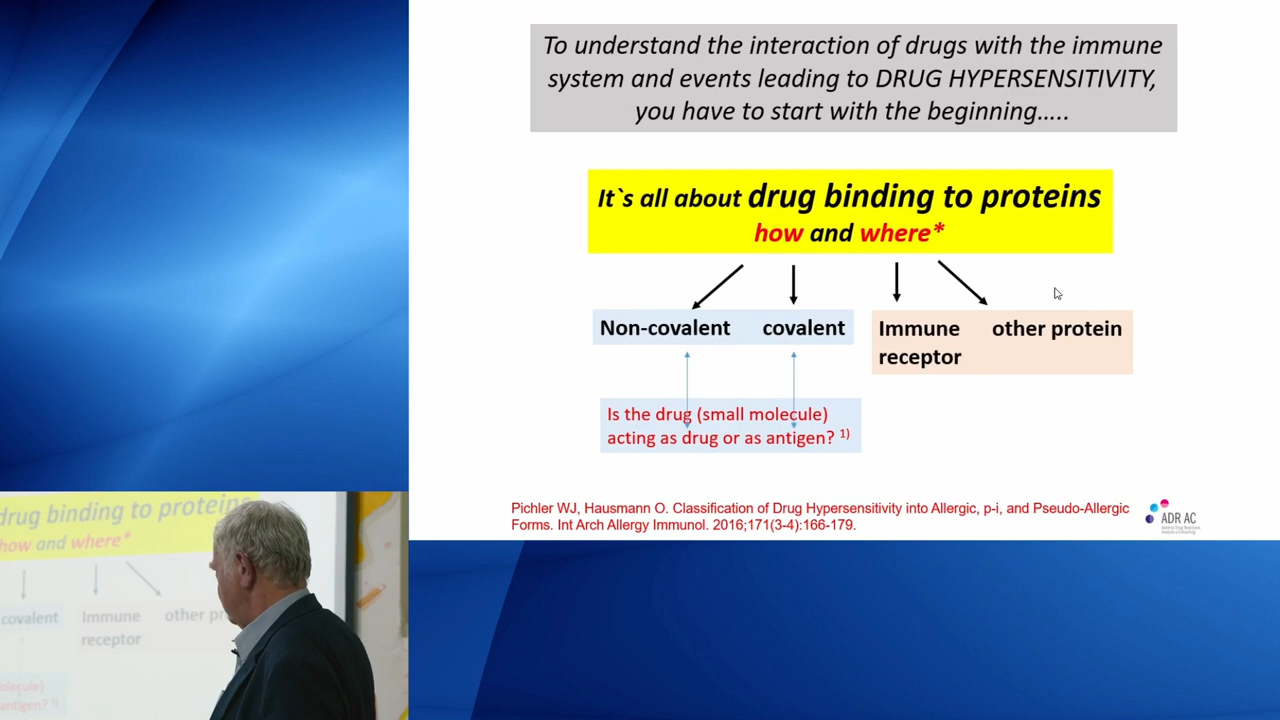 To understand the interaction of drugs with the immune
system and events leading to DRUG HYPERSENSITIVITY,
you have to start with the beginning.....
It`s all about drug binding to proteins
how and where*
Non-covalent covalent
Immune other protein
receptor
Is the drug (small molecule)
acting as drug or as antigen? 1)
Pichler WJ, Hausmann O. Classification of Drug Hypersensitivity into Allergic, p-i, and Pseudo-Allergic
Forms. Int Arch Allergy Immunol. 2016;171(3-4):166-179.
ADR AC
drug binding to proteins
how and where*
covalent
Immune other pr
receptor
olecule)
antigen? 1)